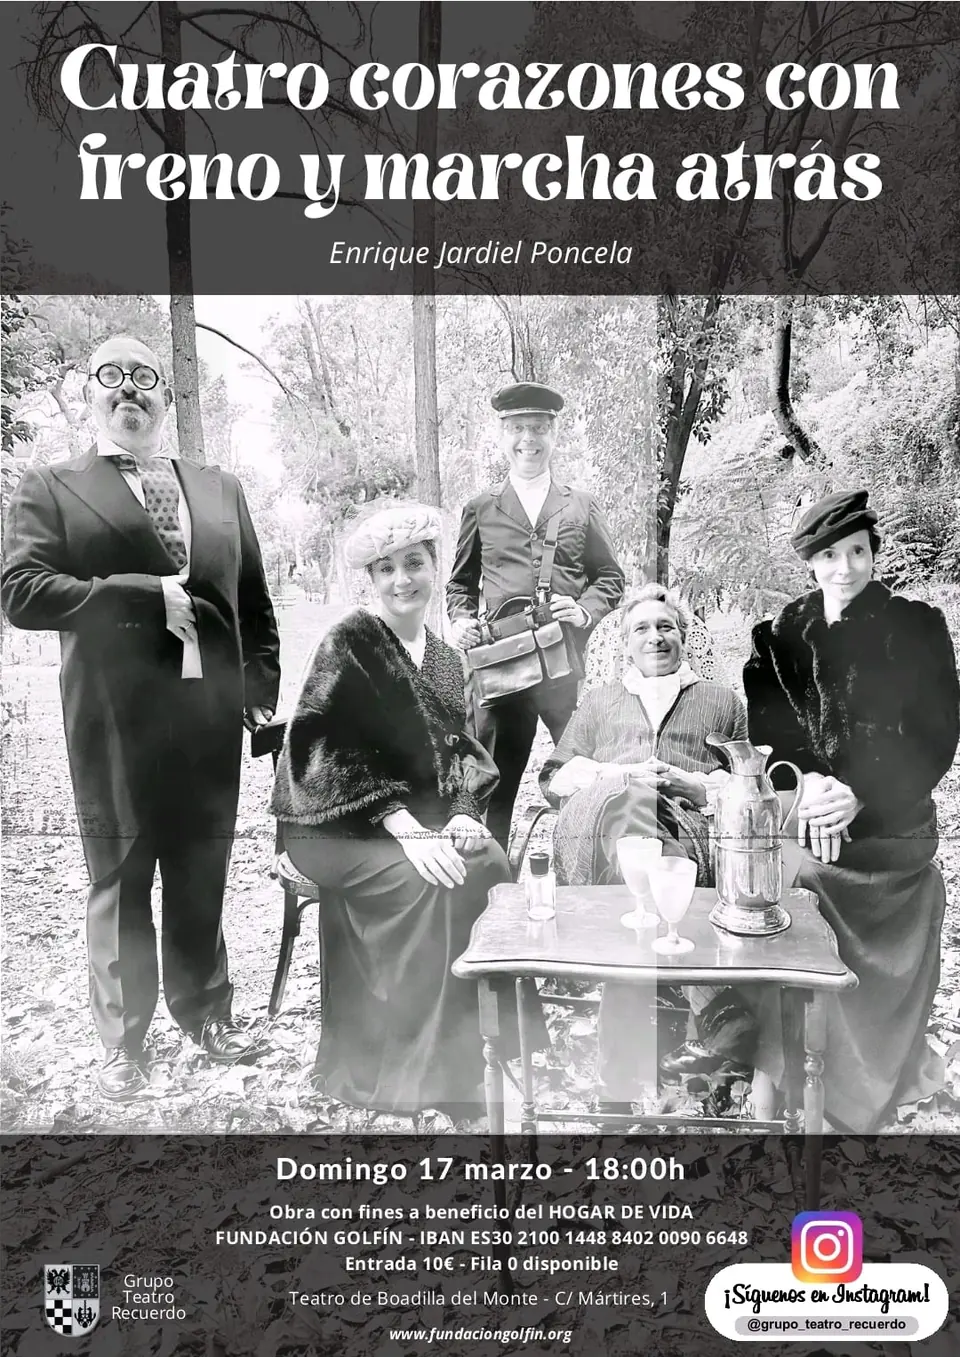 Cuatro corazones con
freno y marcha atrás
Enrique Jardiel Poncela
Domingo 17 marzo - 18:00h
Obra con fines a beneficio del HOGAR DE VIDA
FUNDACIÓN GOLFÍN - IBAN ES30 2100 1448 8402 0090 6648
Entrada 10€ - Fila 0 disponible
Teatro de Boadilla del Monte - C/ Mártires, 1
www.fundaciongolfin.org
Grupo
Teatro
Recuerdo
¡Síguenos en Instagram!
@grupo_teatro_recuerdo